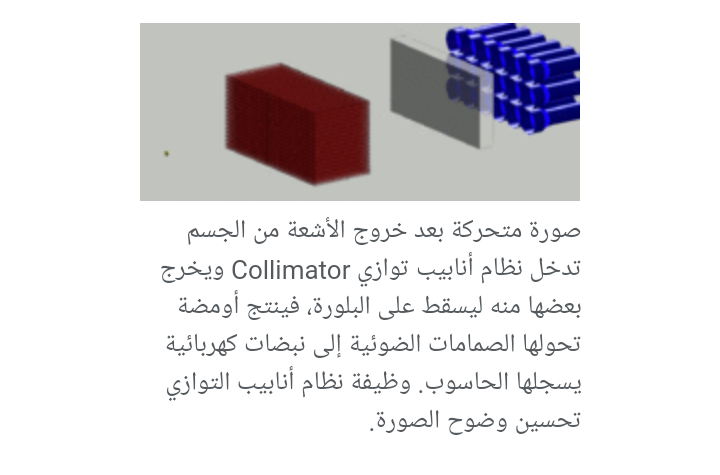 صورة متحركة بعد خروج الأشعة من الجسم
تدخل نظام أنابيب توازي Collimator ويخرج
بعضها منه ليسقط على البلورة، فينتج أومضة
تحولها الصمامات الضوئية إلى نبضات كهربائية
يسجلها الحاسوب. وظيفة نظام أنابيب التوازي
تحسين وضوح الصورة.